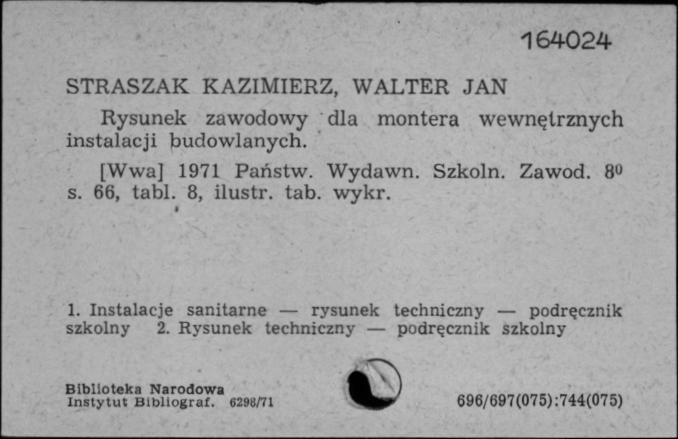 164024
STRASZAK KAZIMIERZ, WALTER JAN
Rysunek zawodowy dla montera wewnętrznych
instalacji budowlanych.
[Wwa] 1971 Państw. Wydawn. Szkoln. Zawod. 8⁰
s. 66, tabl. 8, ilustr. tab. wykr.
1. Instalacje sanitarne — rysunek techniczny — podręcznik
szkolny 2. Rysunek techniczny — podręcznik szkolny
Biblioteka Narodowa
Instytut Bibliograf. 6298/71
696/697(075):744(075)